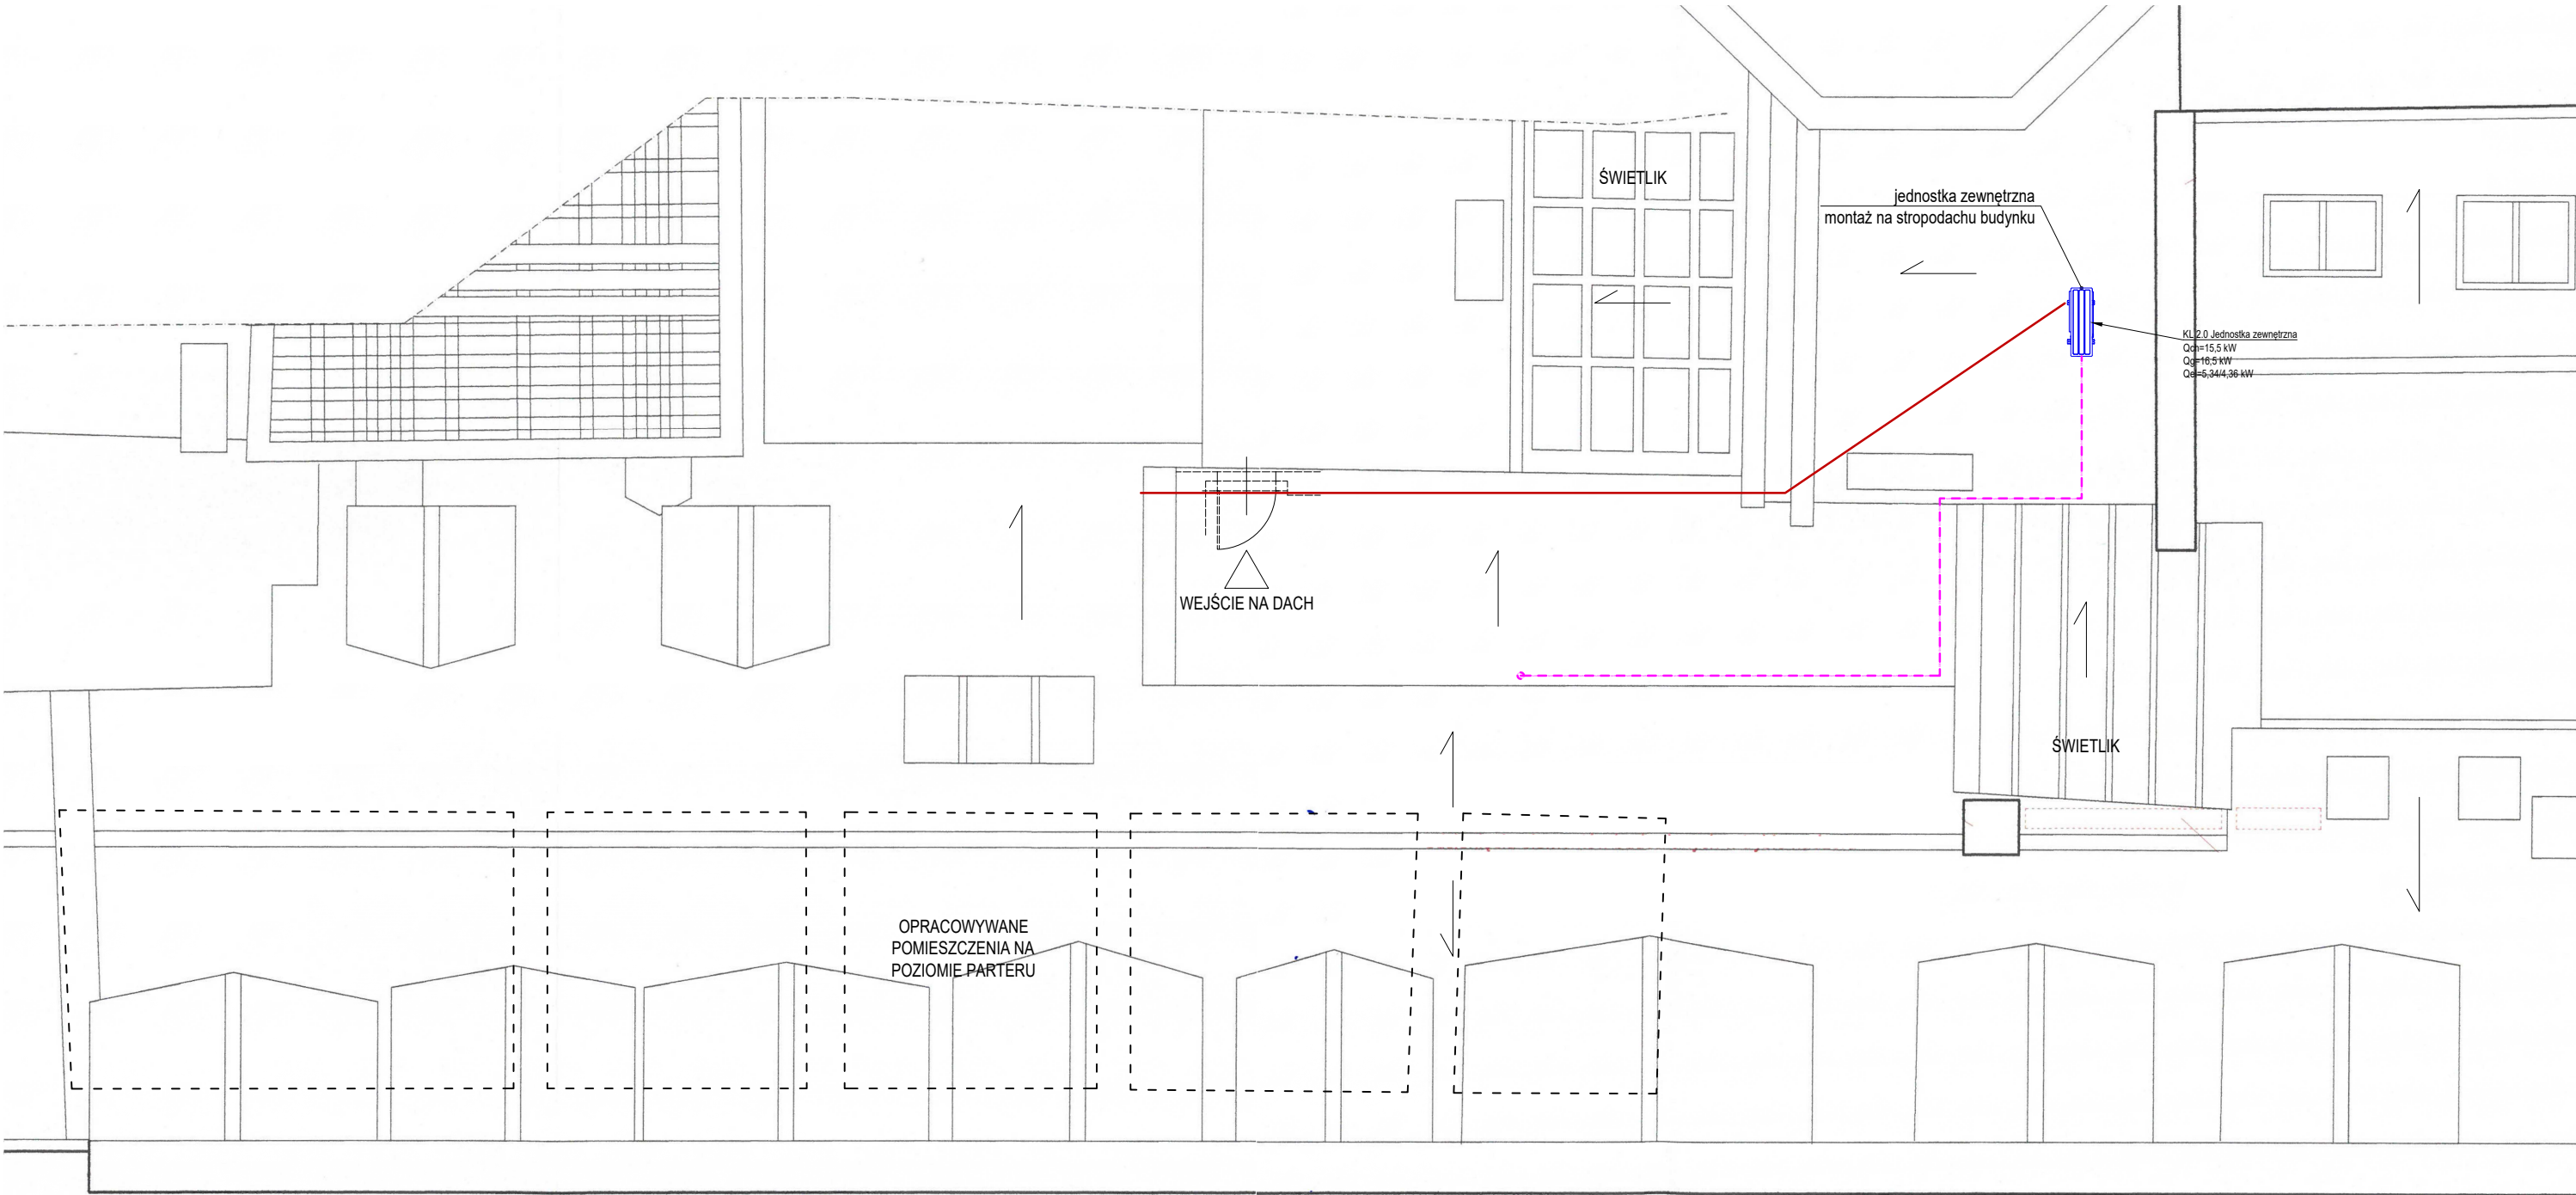 ŚWIETLIK
jednostka zewnętrzna
montaż na stropodachu budynku
KL 2.0 Jednostka zewnętrzna
Qch=15,5 kW
Qg=16,5 kW
Qel=5,34/4,36 kW
WEJŚCIE NA DACH
ŚWIETLIK
OPRACOWYWANE
POMIESZCZENIA NA
POZIOMIE PARTERU